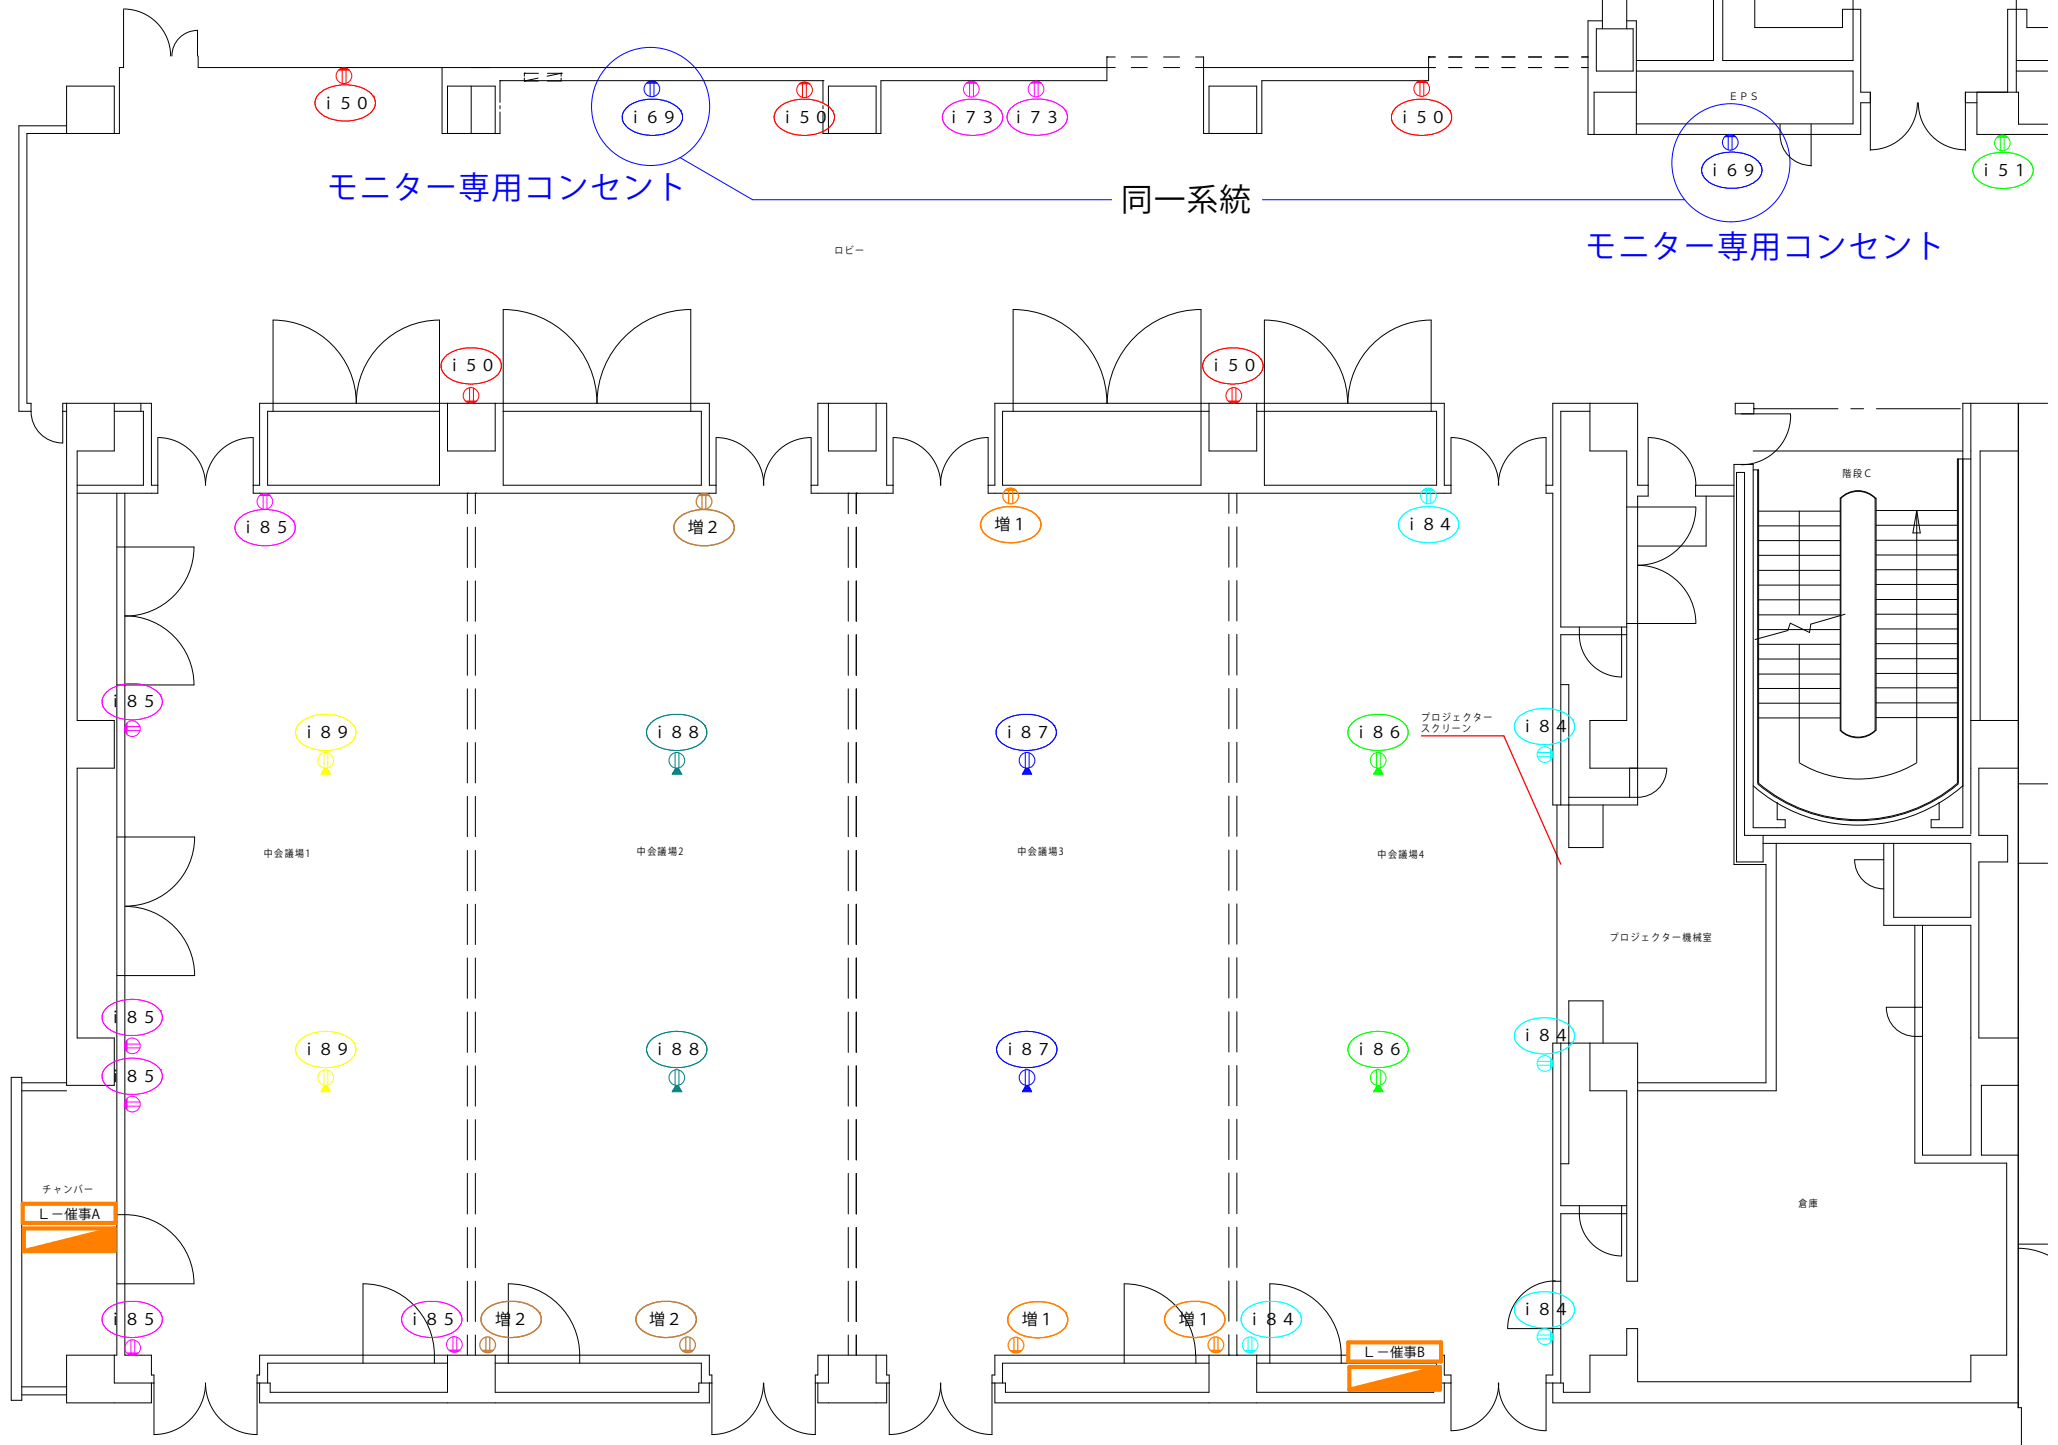 EPS
ｉ５０
ｉ６９
ｉ５０
ｉ７３
ｉ７３
ｉ５０
ｉ６９
ｉ５１
モニター専用コンセント
同一系統
モニター専用コンセント
ロビー
ｉ５０
ｉ５０
階段C
ｉ８５
増２
増１
ｉ８４
ｉ８５
ｉ８９
ｉ８８
ｉ８７
ｉ８６
プロジェクター
スクリーン
ｉ８４
中会議場1
中会議場2
中会議場3
中会議場4
プロジェクター機械室
ｉ８５
ｉ８９
ｉ８８
ｉ８７
ｉ８６
ｉ８４
ｉ８５
チャンバー
Ｌ－催事A
倉庫
ｉ８５
ｉ８５
増２
増２
増１
増１
ｉ８４
ｉ８４
Ｌ－催事B